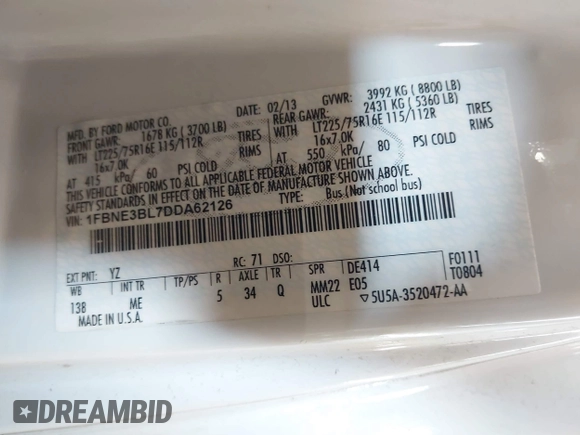 MFD. BY FORD MOTOR CO.
DATE: 02/13 GVWR: 3992 KG ( 8800 LB)
FRONT GAWR: 1678 KG ( 3700 LB) REAR GAWR: 2431 KG ( 5360 LB)
WITH LT225/75R16E 115/112R TIRES WITH LT225/75R16E 115/112R TIRES
16x7.0K RIMS 16x7.0K RIMS
AT 415 kPa/ 60 PSI COLD AT 550 kPa/ 80 PSI COLD
THIS VEHICLE CONFORMS TO ALL APPLICABLE FEDERAL MOTOR VEHICLE
SAFETY STANDARDS IN EFFECT ON THE DATE OF MANUFACTURE SHOWN ABOVE.
VIN: 1FBNE3BL7DDA62126 TYPE: Bus (Not school bus)
EXT PNT: YZ RC: 71 DSO:
WB INT TR TP/PS R AXLE TR SPR DE414 F0111
138 ME 5 34 Q MM22 E05 T0804
MADE IN U.S.A. ULC ▽5U5A-3520472-AA
DREAMBID